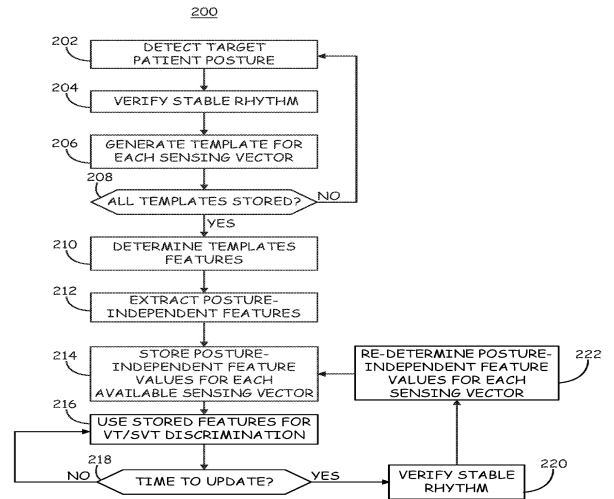 200
202
DETECT TARGET
PATIENT POSTURE
204
VERIFY STABLE RHYTHM
206
GENERATE TEMPLATE FOR
EACH SENSING VECTOR
208
ALL TEMPLATES STORED?
NO
YES
210
DETERMINE TEMPLATES
FEATURES
212
EXTRACT POSTURE-
INDEPENDENT FEATURES
214
STORE POSTURE-
INDEPENDENT FEATURE
VALUES FOR EACH
AVAILABLE SENSING VECTOR
RE-DETERMINE POSTURE-
INDEPENDENT FEATURE
VALUES FOR EACH
SENSING VECTOR
222
216
USE STORED FEATURES FOR
VT/SVT DISCRIMINATION
218
NO
TIME TO UPDATE?
YES
VERIFY STABLE
RHYTHM
220